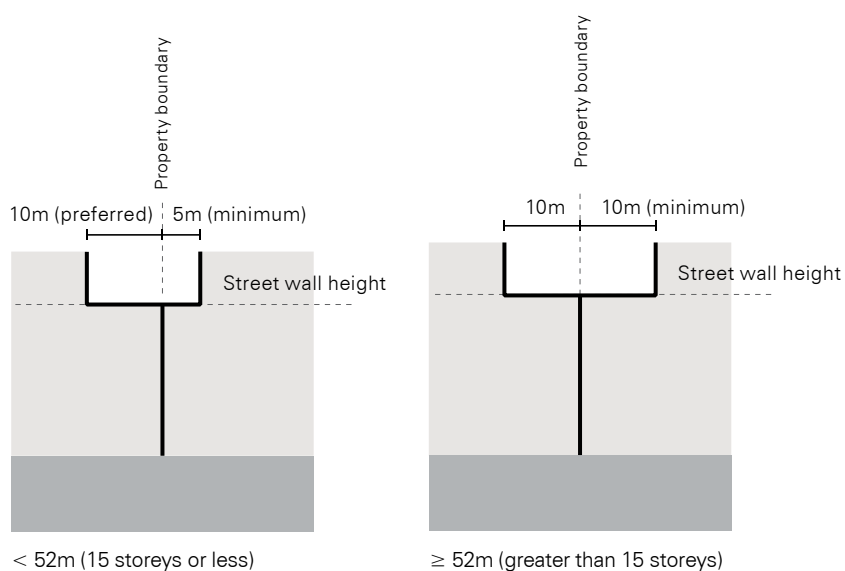 Property boundary
10m (preferred)
5m (minimum)
Street wall height
< 52m (15 storeys or less)
Property boundary
10m
10m (minimum)
Street wall height
≥ 52m (greater than 15 storeys)